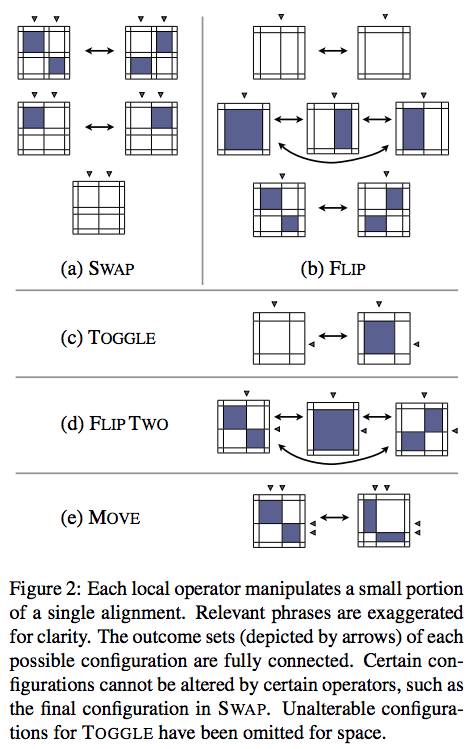 (a) SWAP
(b) FLIP
(c) TOGGLE
(d) FLIP TWO
(e) MOVE
Figure 2: Each local operator manipulates a small portion
of a single alignment. Relevant phrases are exaggerated
for clarity. The outcome sets (depicted by arrows) of each
possible configuration are fully connected. Certain con-
figurations cannot be altered by certain operators, such as
the final configuration in SWAP. Unalterable configura-
tions for TOGGLE have been omitted for space.